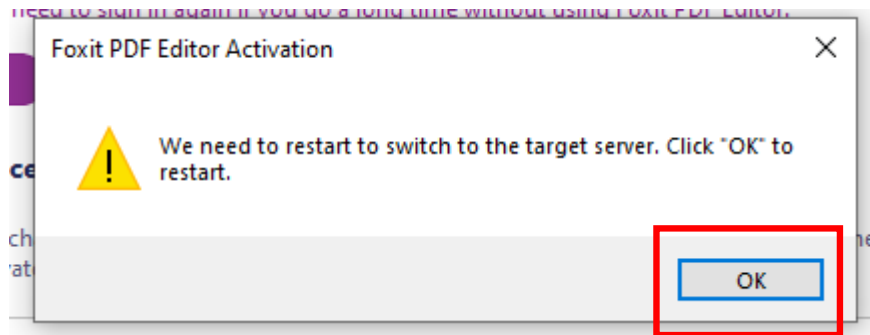 need to sign in again if you go a long time without using Foxit PDF Editor.
Foxit PDF Editor Activation
We need to restart to switch to the target server. Click "OK" to
restart.
OK